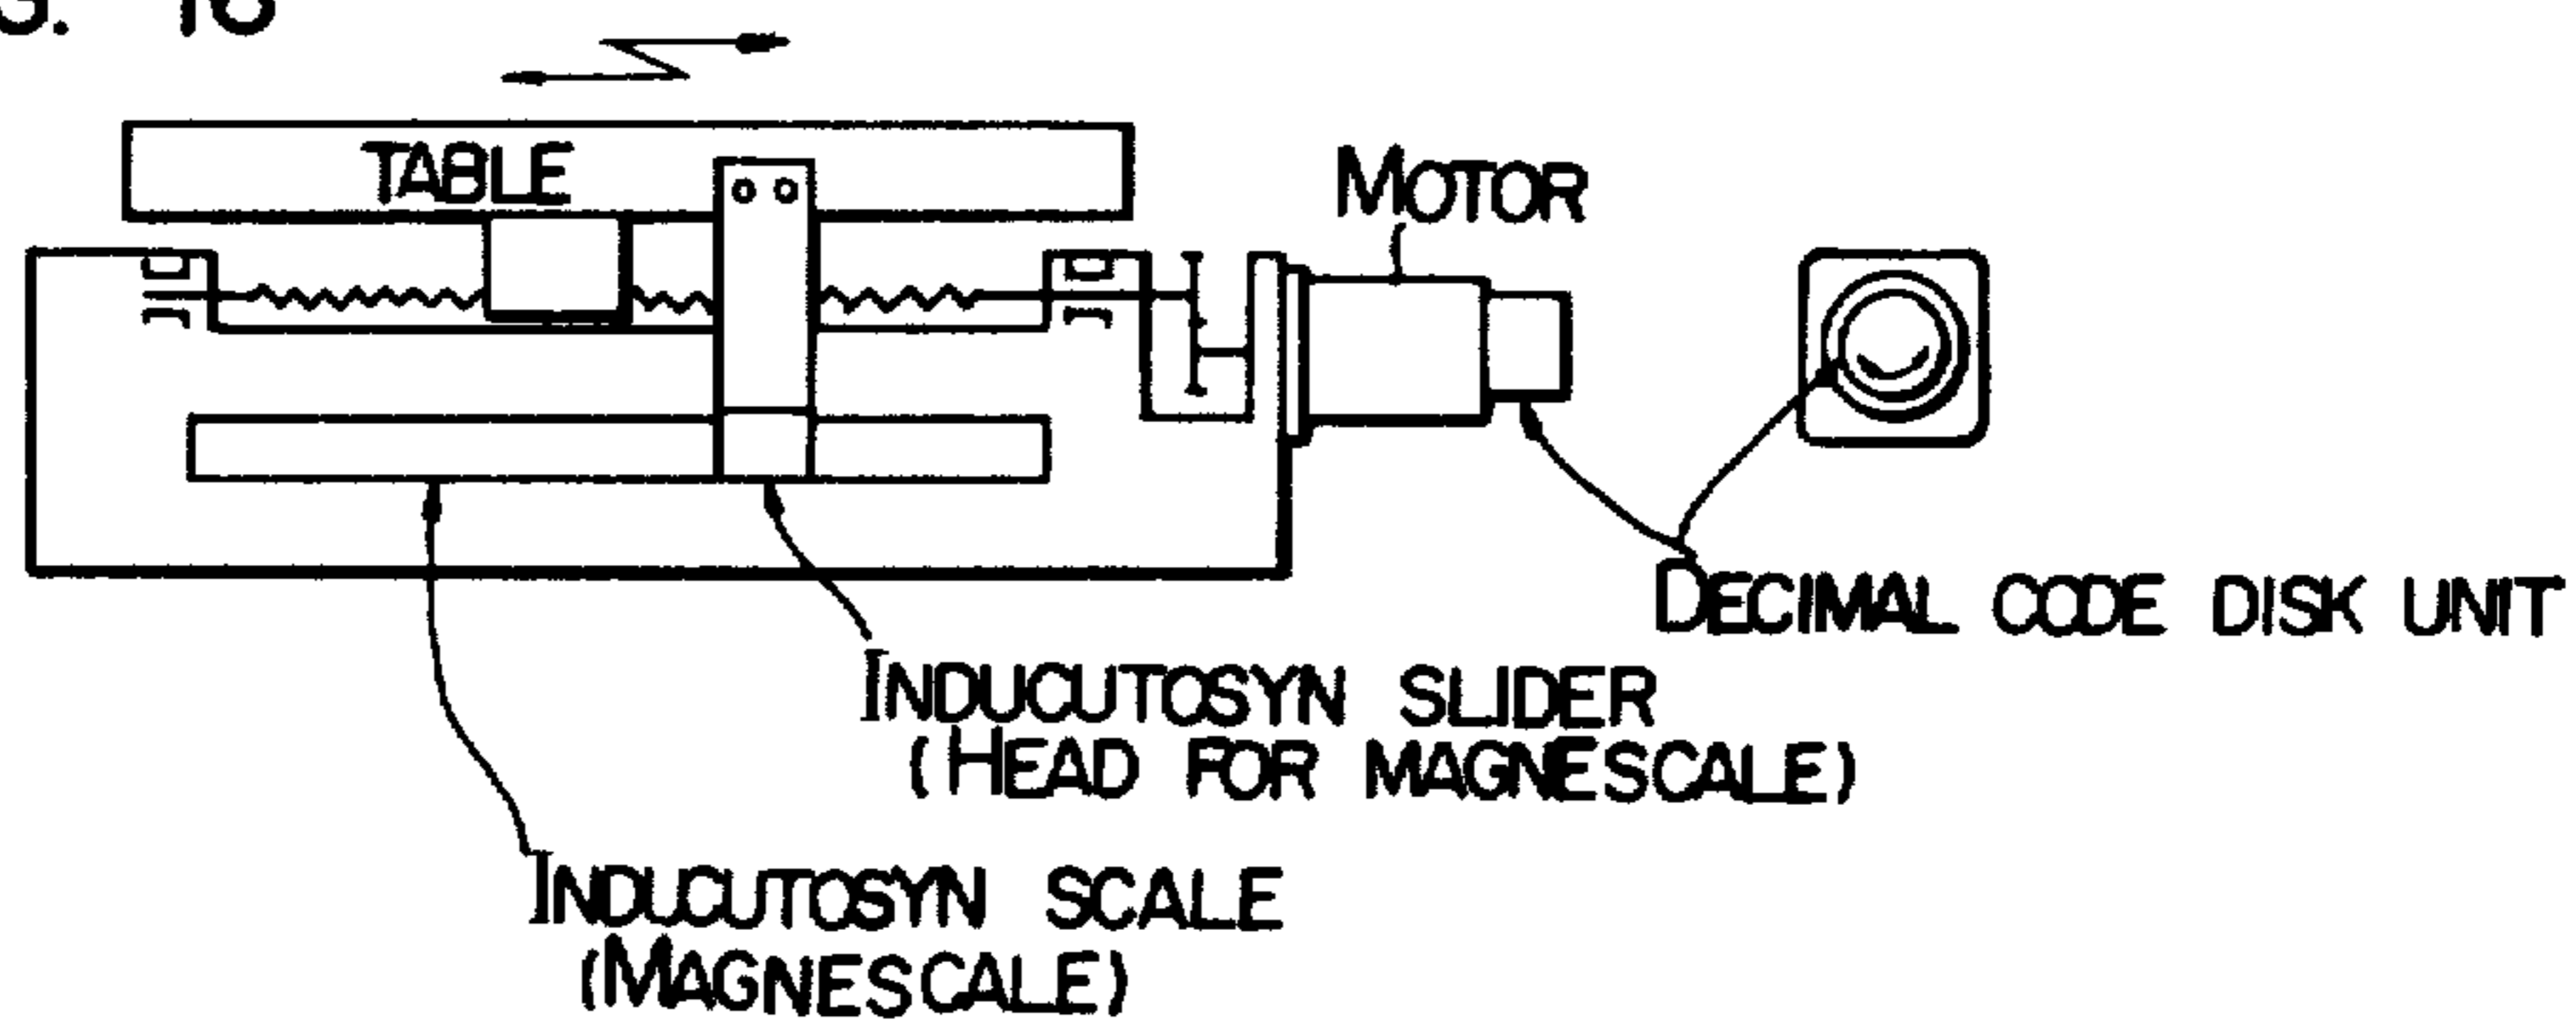 TABLE
MOTOR
DECIMAL CODE DISK UNIT
INDUCUTOSYN SLIDER
(HEAD FOR MAGNESCALE)
INDUCUTOSYN SCALE
(MAGNESCALE)